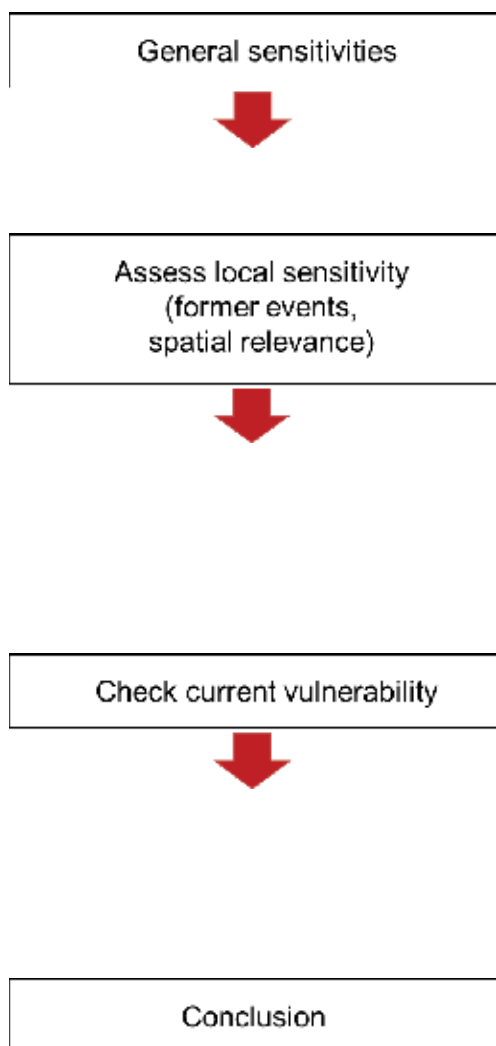 General sensitivities
Assess local sensitivity
(former events,
spatial relevance)
Check current vulnerability
Conclusion